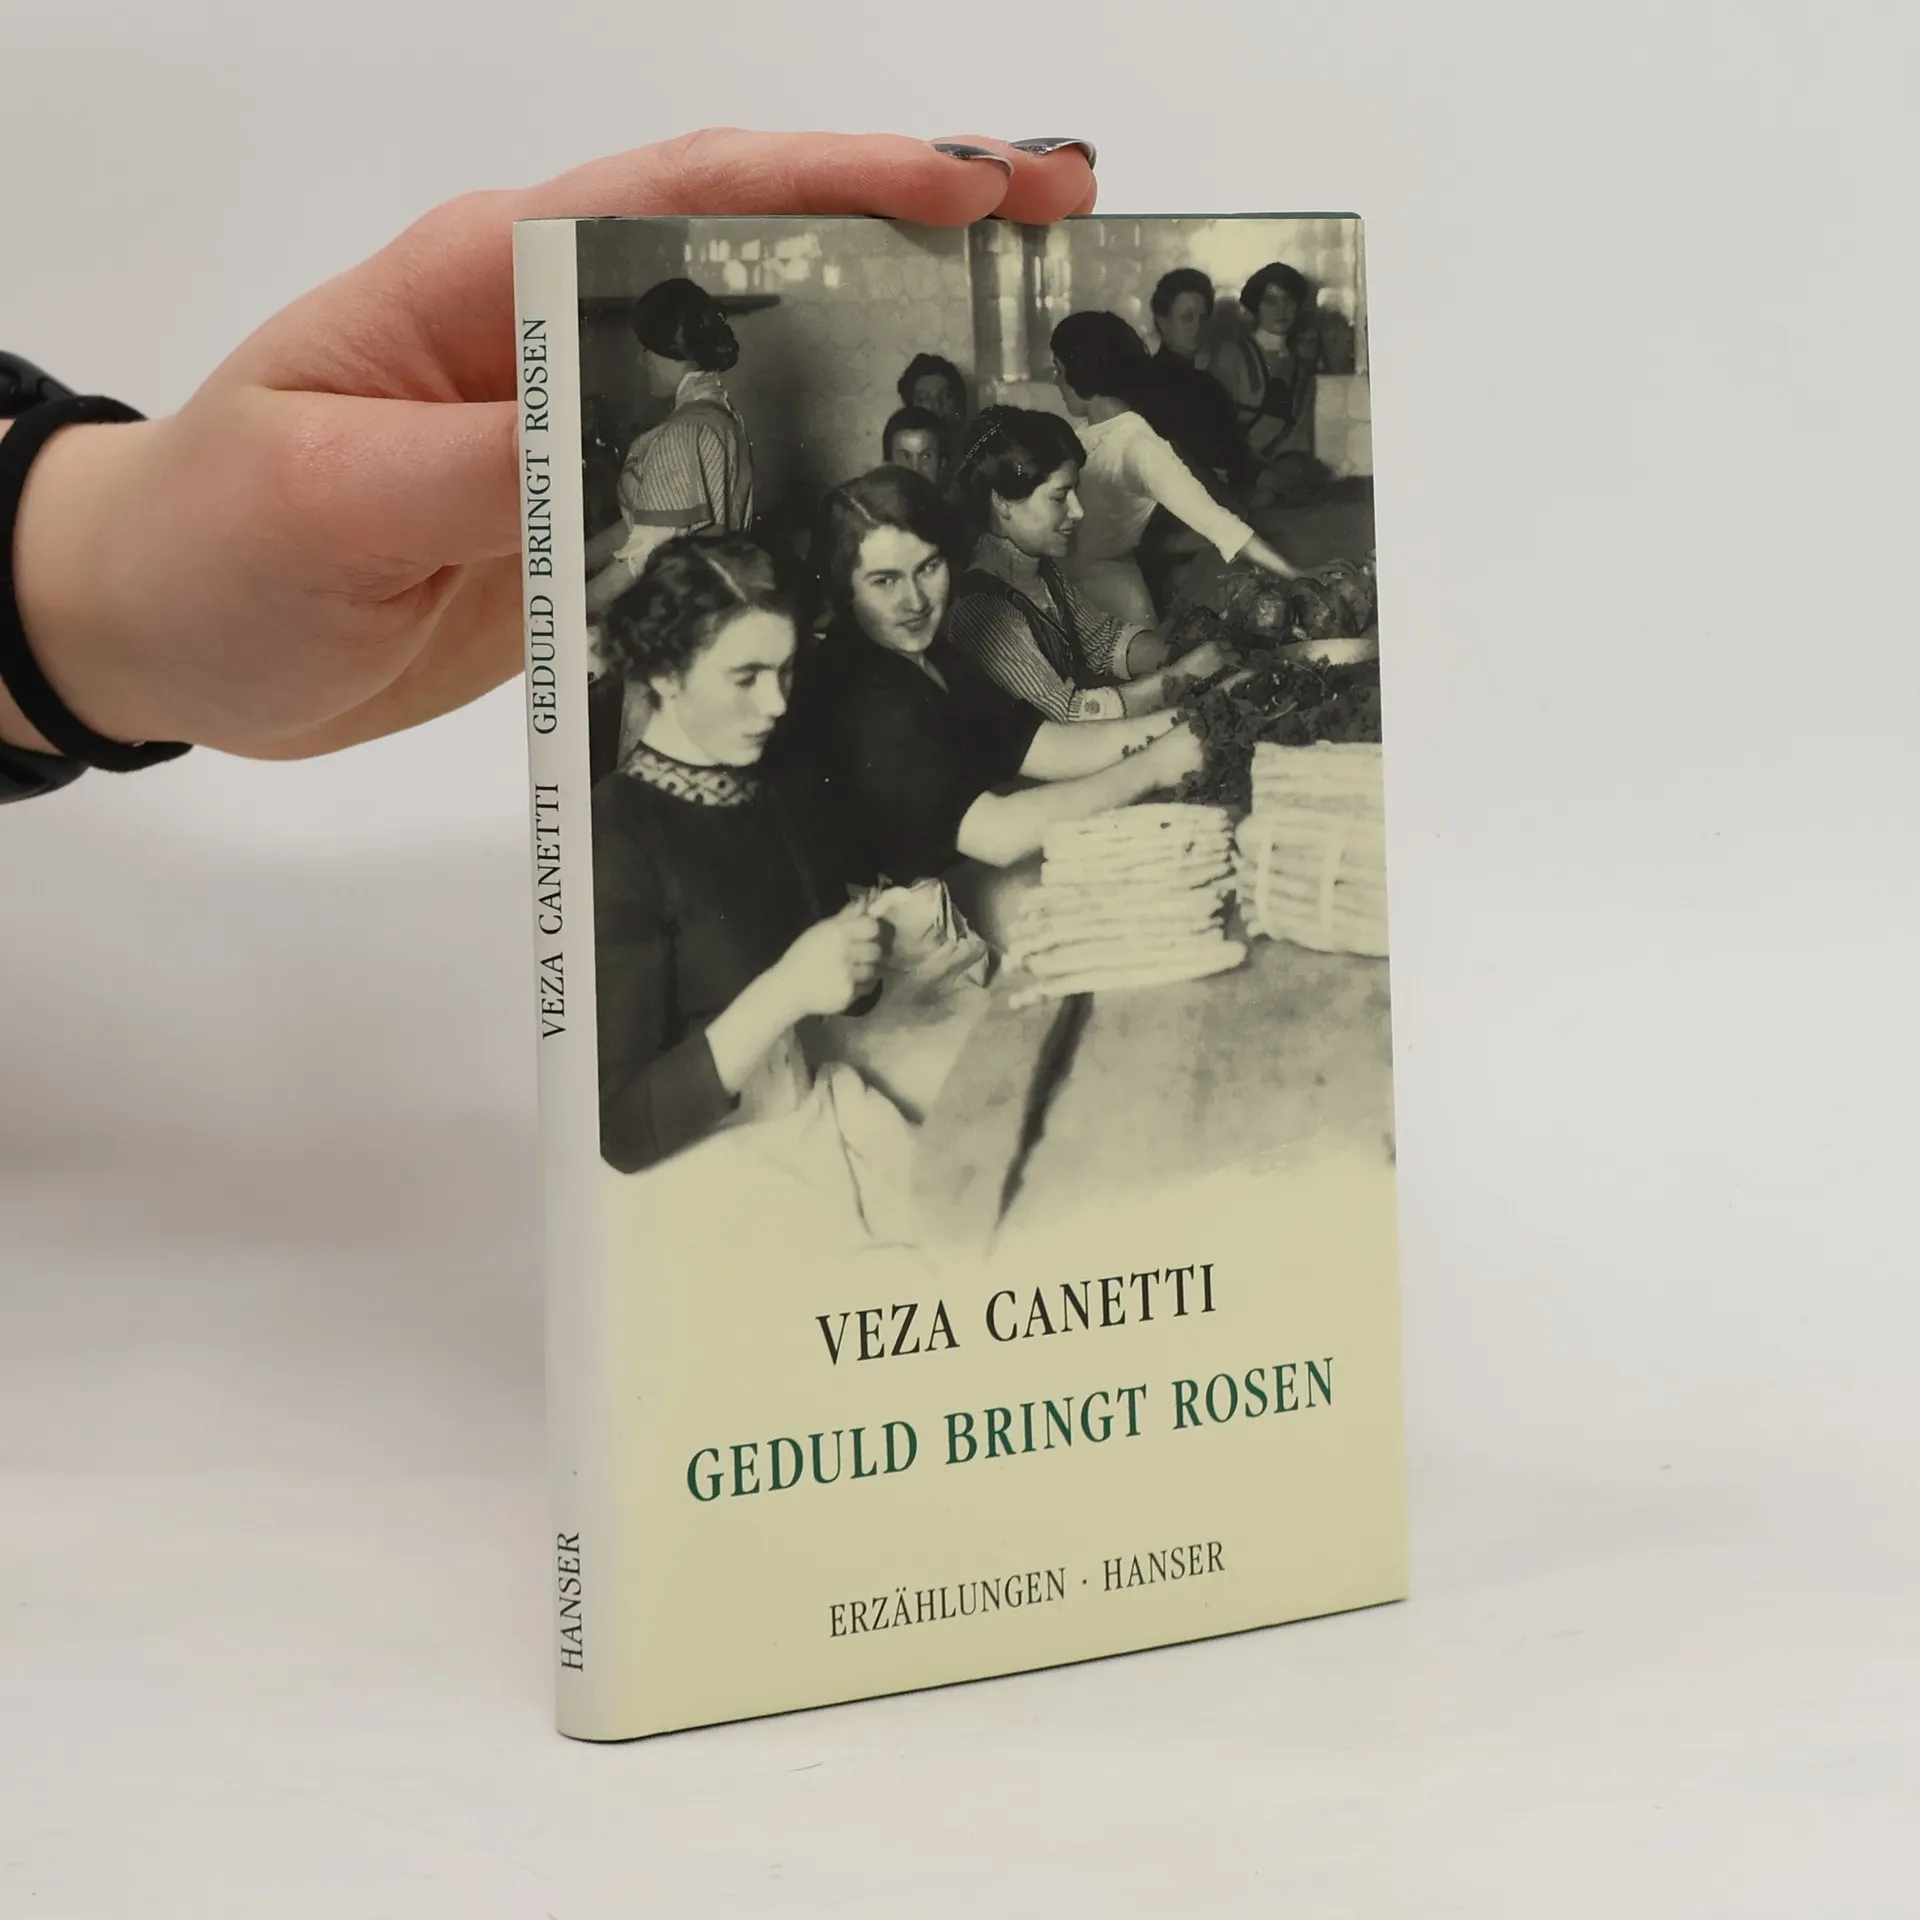 VEZA CANETTI GEDULD BRINGT ROSEN
HANSER
VEZA CANETTI
GEDULD BRINGT ROSEN
ERZÄHLUNGEN · HANSER